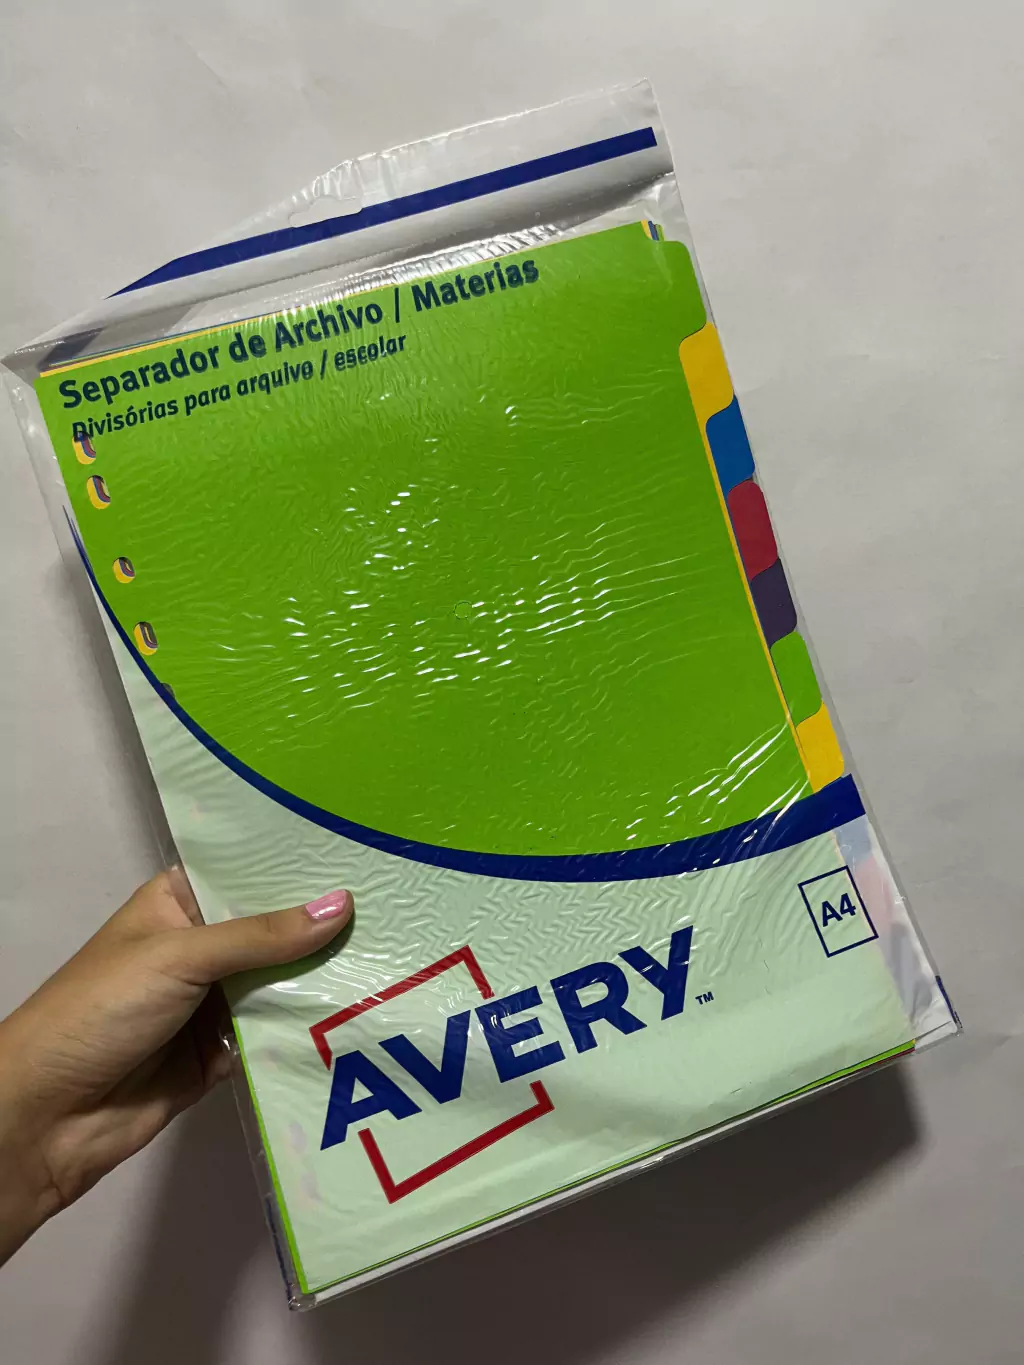 Separador de Archivo / Materias
Divisórias para arquivo / escolar
A4
AVERY™